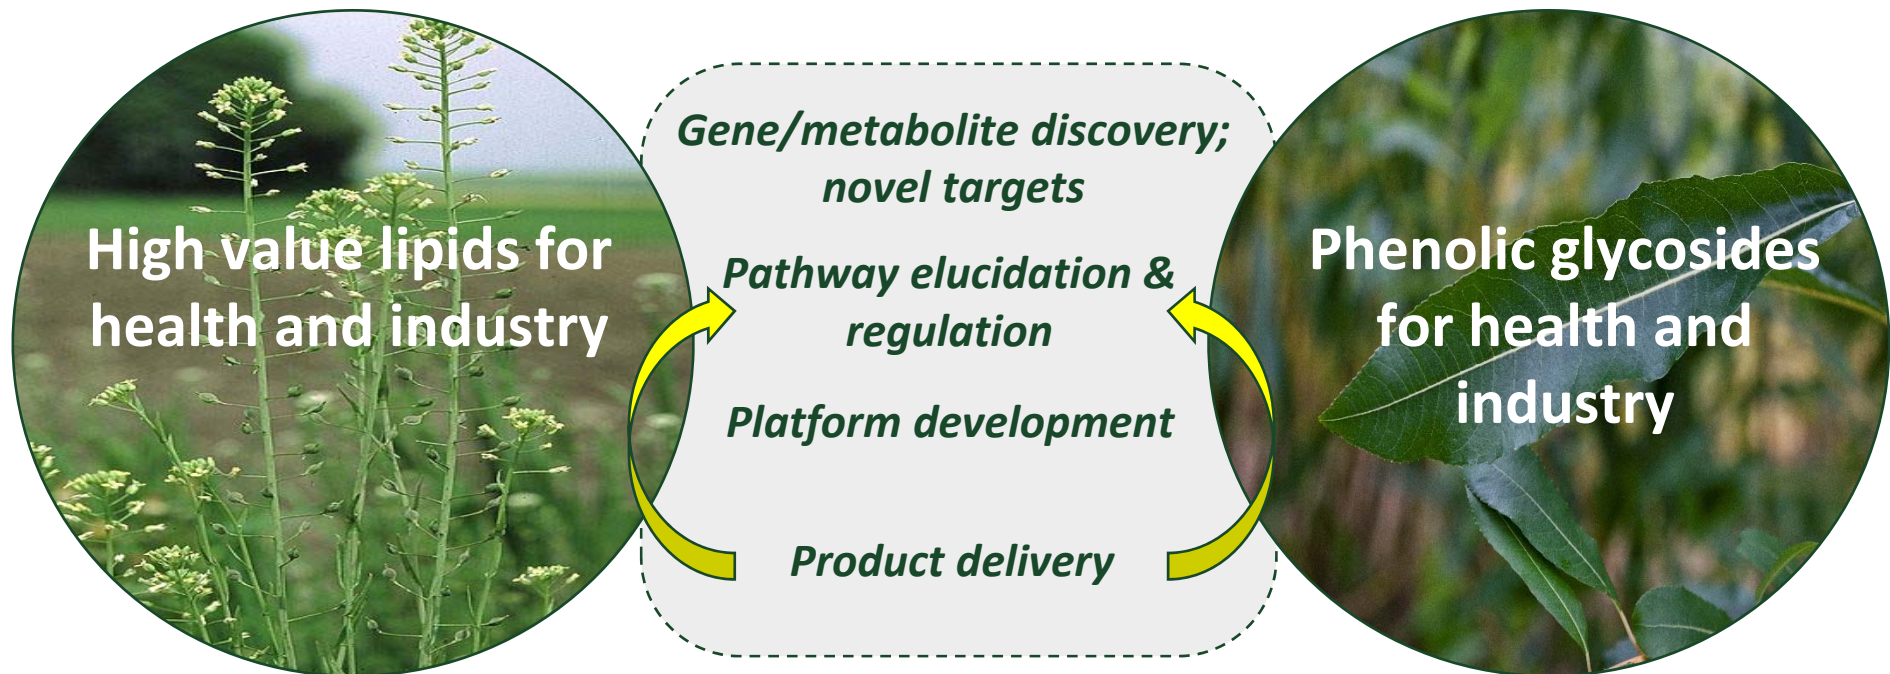 High value lipids for
health and industry
Gene/metabolite discovery;
novel targets
Pathway elucidation &
regulation
Platform development
Product delivery
Phenolic glycosides
for health and
industry